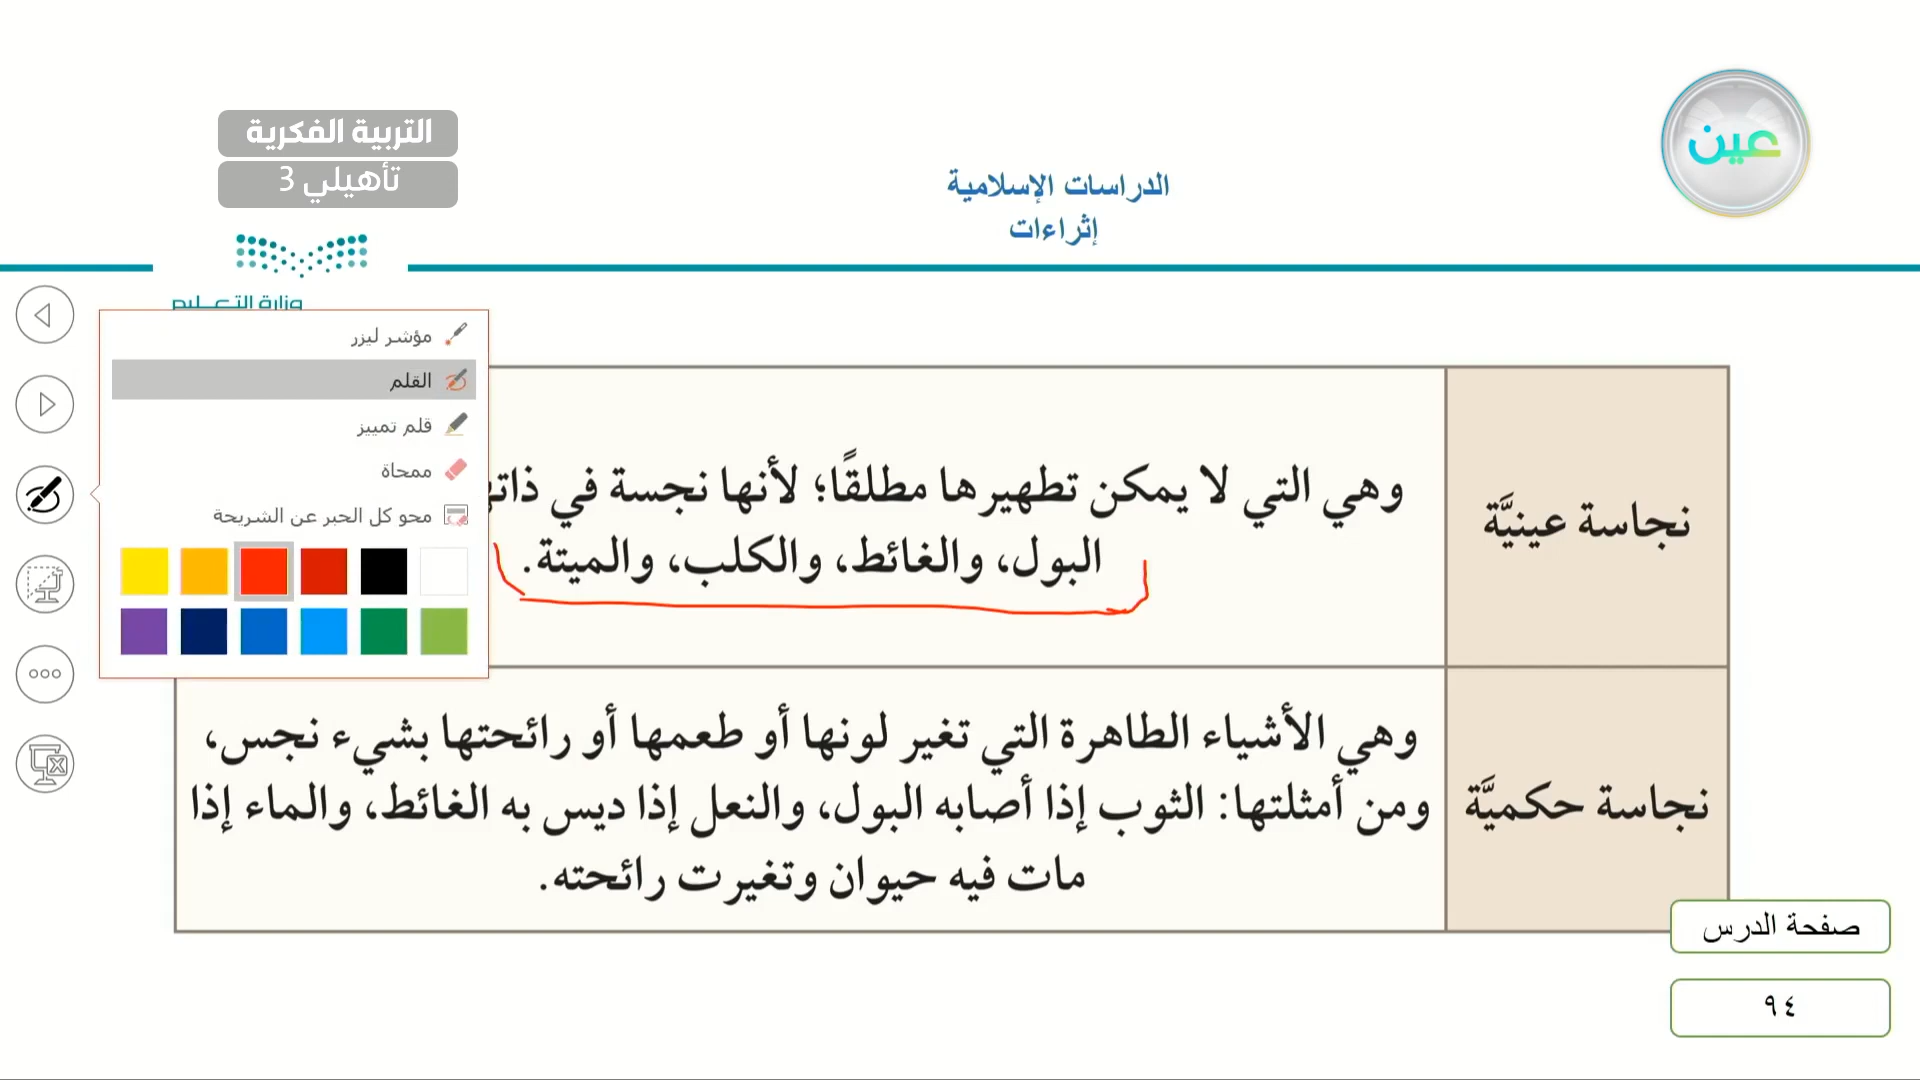 التربية الفكرية
تأهيلي 3
عين
الدراسات الإسلامية
إثراءات
وزارة التعليم
مؤشر ليزر
القلم
قلم تمييز
ممحاة
محو كل الحبر عن الشريحة
نجاسة عينيَّة
وهي التي لا يمكن تطهيرها مطلقًا؛ لأنها نجسة في
البول، والغائط، والكلب، والميتة.
نجاسة حكميَّة
وهي الأشياء الطاهرة التي تغير لونها أو طعمها أو رائحتها بشيء نجس،
ومن أمثلتها: الثوب إذا أصابه البول، والنعل إذا ديس به الغائط، والماء إذا
مات فيه حيوان وتغيرت رائحته.
صفحة الدرس
٩٤